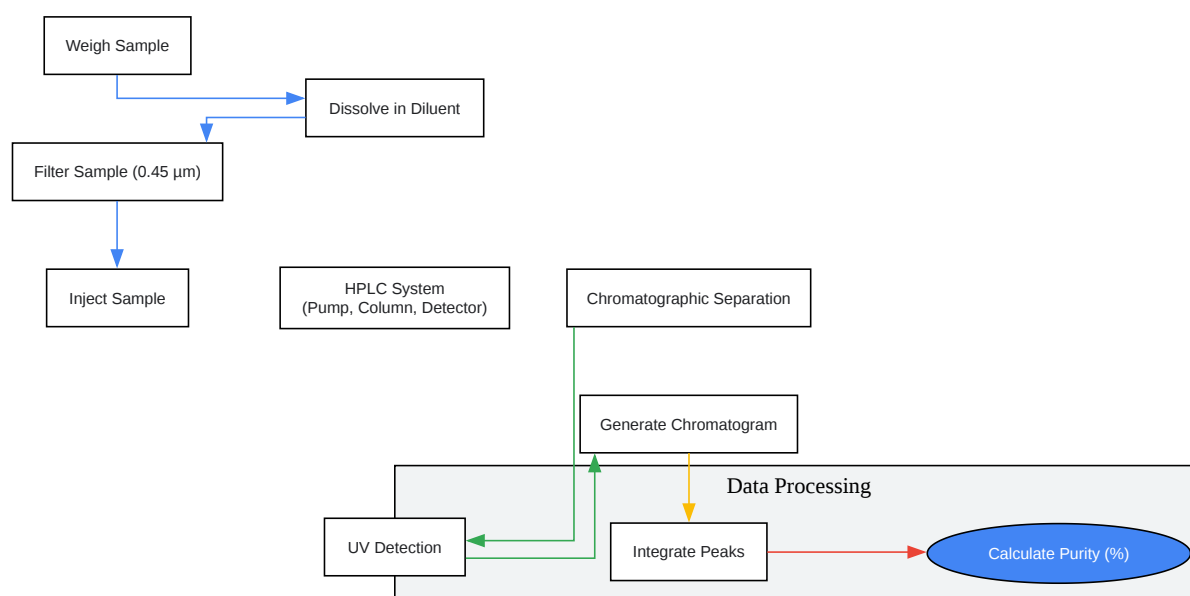 Weigh Sample
Dissolve in Diluent
Filter Sample (0.45 µm)
Inject Sample
HPLC System
(Pump, Column, Detector)
Chromatographic Separation
Generate Chromatogram
Data Processing
UV Detection
Integrate Peaks
Calculate Purity (%)